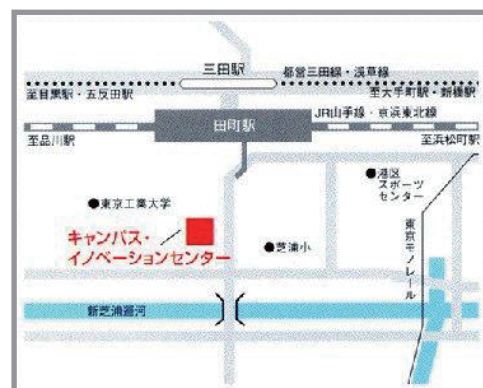 三田駅
都営三田線・浅草線
至目黒駅・五反田駅
至大手町駅・新橋駅
田町駅
JR山手線・京浜東北線
至品川駅
至浜松町駅
●港区
スポーツ
センター
●東京工業大学
キャンパス・
イノベーションセンター
●芝浦小
東京モノレール
新芝浦運河